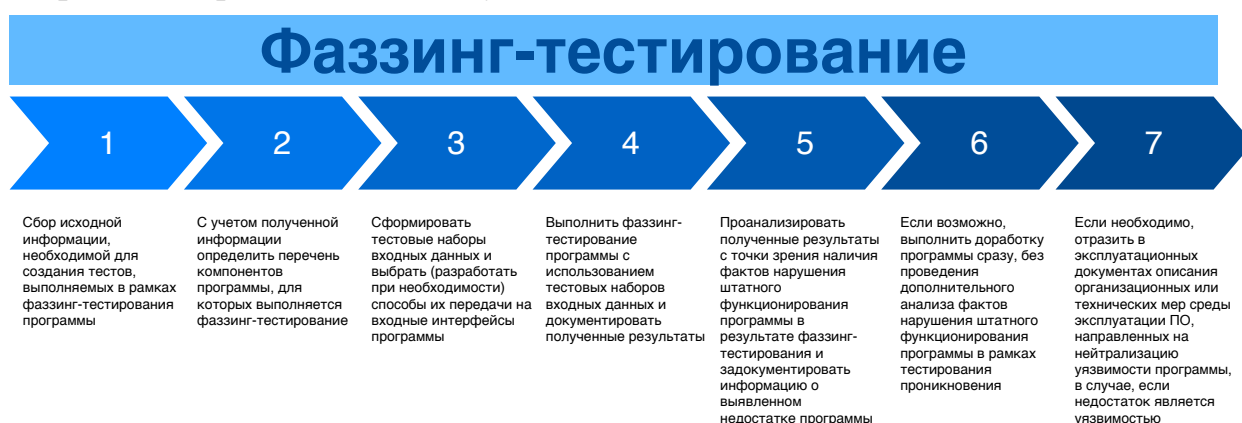 Фаззинг-тестирование
1
2
3
4
5
6
7
Сбор исходной
информации,
необходимой для
создания тестов,
выполняемых в рамках
фаззинг-тестирования
программы
С учетом полученной
информации
определить перечень
компонентов
программы, для
которых выполняется
фаззинг-тестирование
Сформировать
тестовые наборы
входных данных и
выбрать (разработать
при необходимости)
способы их передачи на
входные интерфейсы
программы
Выполнить фаззинг-
тестирование
программы с
использованием
тестовых наборов
входных данных и
документировать
полученные результаты
Проанализировать
полученные результаты
с точки зрения наличия
фактов нарушения
штатного
функционирования
программы в
результате фаззинг-
тестирования и
задокументировать
информацию о
выявленном
недостатке программы
Если возможно,
выполнить доработку
программы сразу, без
проведения
дополнительного
анализа фактов
нарушения штатного
функционирования
программы в рамках
тестирования
проникновения
Если необходимо,
отразить в
эксплуатационных
документах описания
организационных или
технических мер среды
эксплуатации ПО,
направленных на
нейтрализацию
уязвимости программы,
в случае, если
недостаток является
уязвимостью